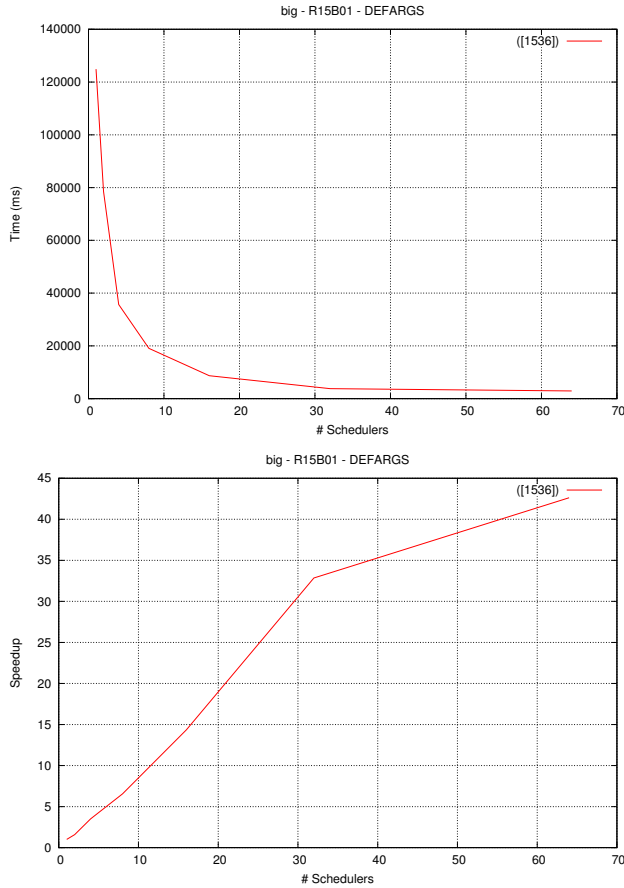 big - R15B01 - DEFARGS
140000
([1536])
120000
100000
80000
Time (ms)
60000
40000
20000
0
0 10 20 30 40 50 60 70
# Schedulers
big - R15B01 - DEFARGS
45
([1536])
40
35
30
25
Speedup
20
15
10
5
0
0 10 20 30 40 50 60 70
# Schedulers